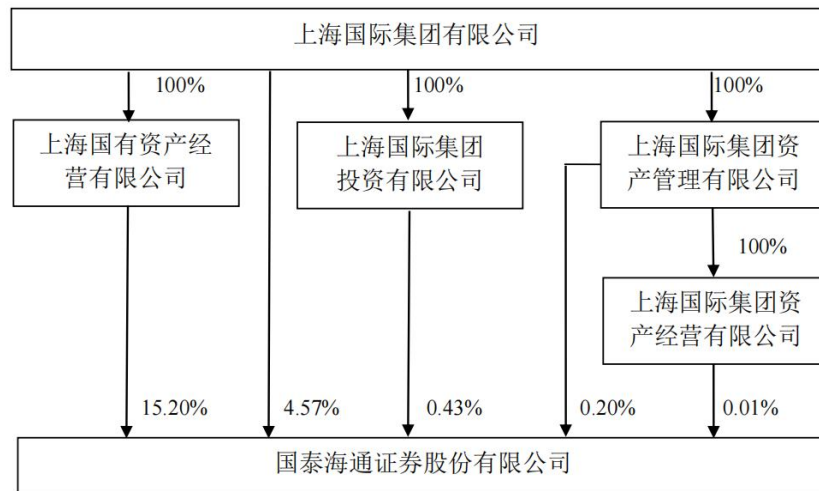 上海国际集团有限公司
100%
100%
100%
上海国有资产经
营有限公司
上海国际集团
投资有限公司
上海国际集团资
产管理有限公司
100%
上海国际集团资
产经营有限公司
15.20%
4.57%
0.43%
0.20%
0.01%
国泰海通证券股份有限公司